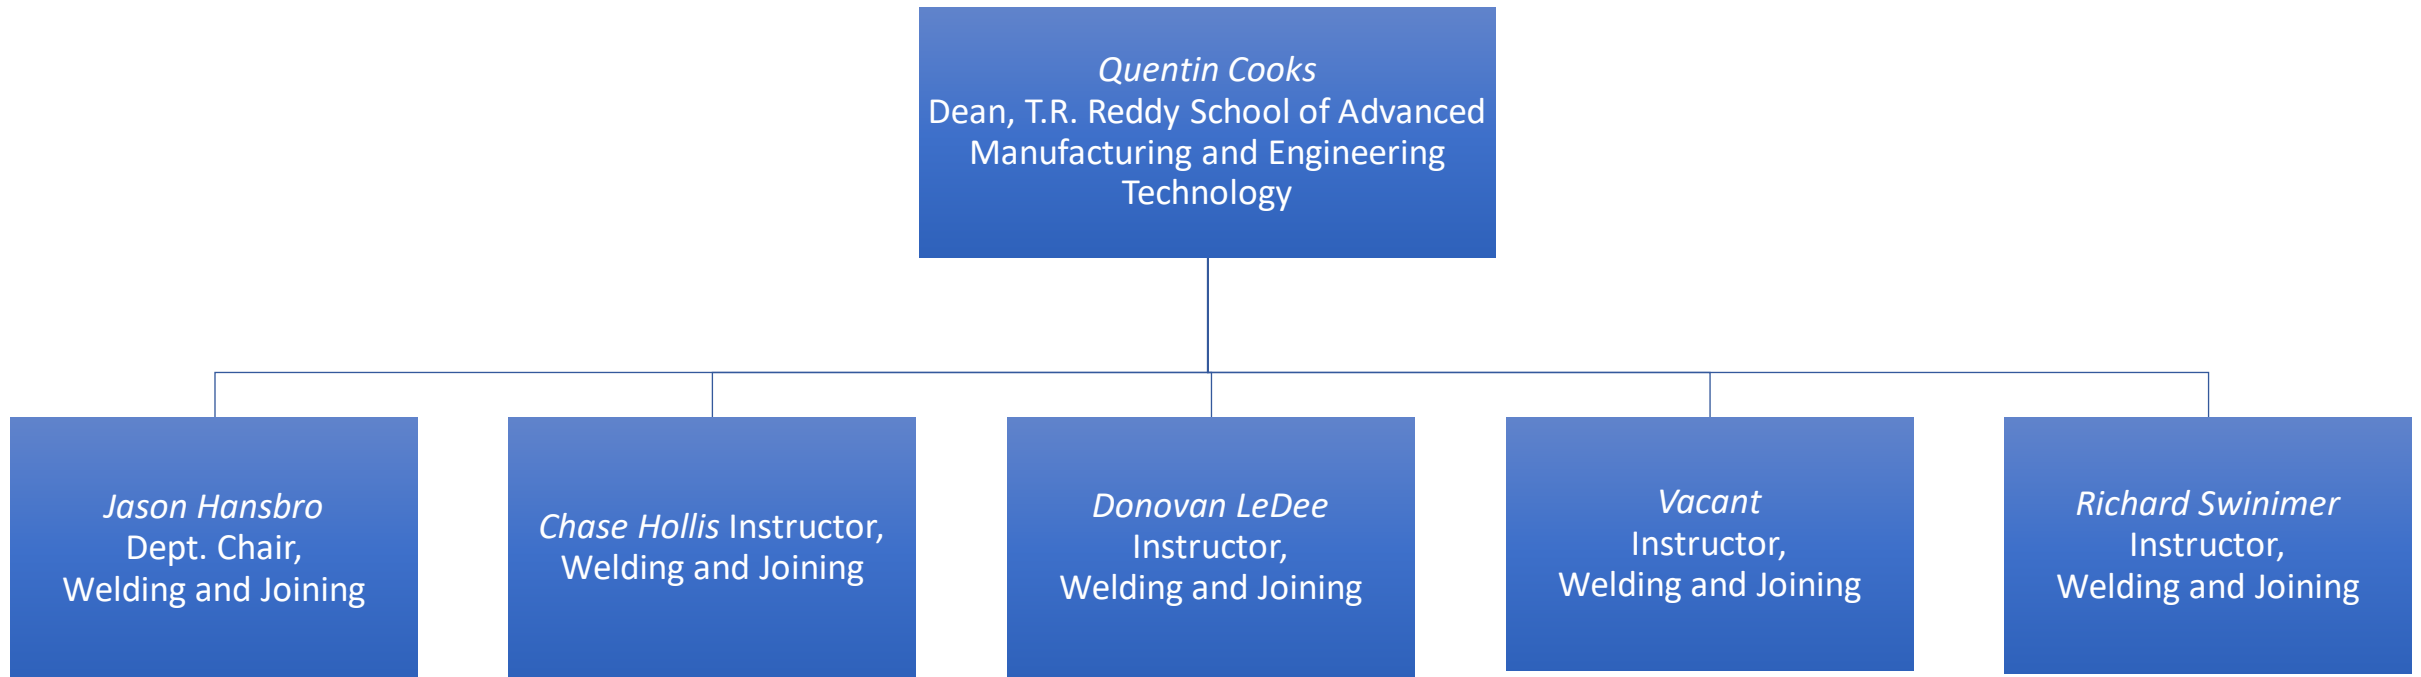 Quentin Cooks
Dean, T.R. Reddy School of Advanced
Manufacturing and Engineering
Technology
Jason Hansbro
Dept. Chair,
Welding and Joining
Chase Hollis Instructor,
Welding and Joining
Donovan LeDee
Instructor,
Welding and Joining
Vacant
Instructor,
Welding and Joining
Richard Swinimer
Instructor,
Welding and Joining